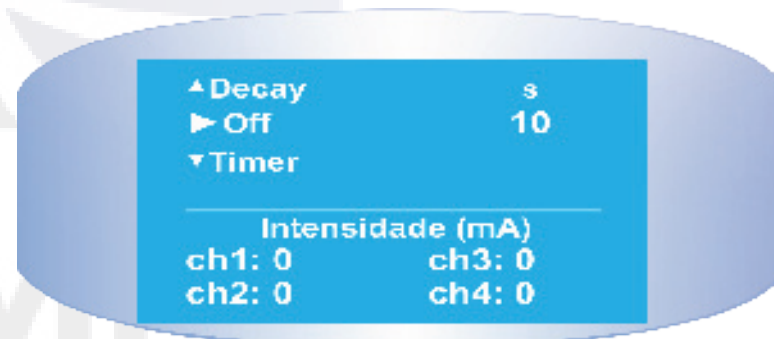 ▲Decay s
►Off 10
▼Timer
Intensidade (mA)
ch1: 0 ch3: 0
ch2: 0 ch4: 0